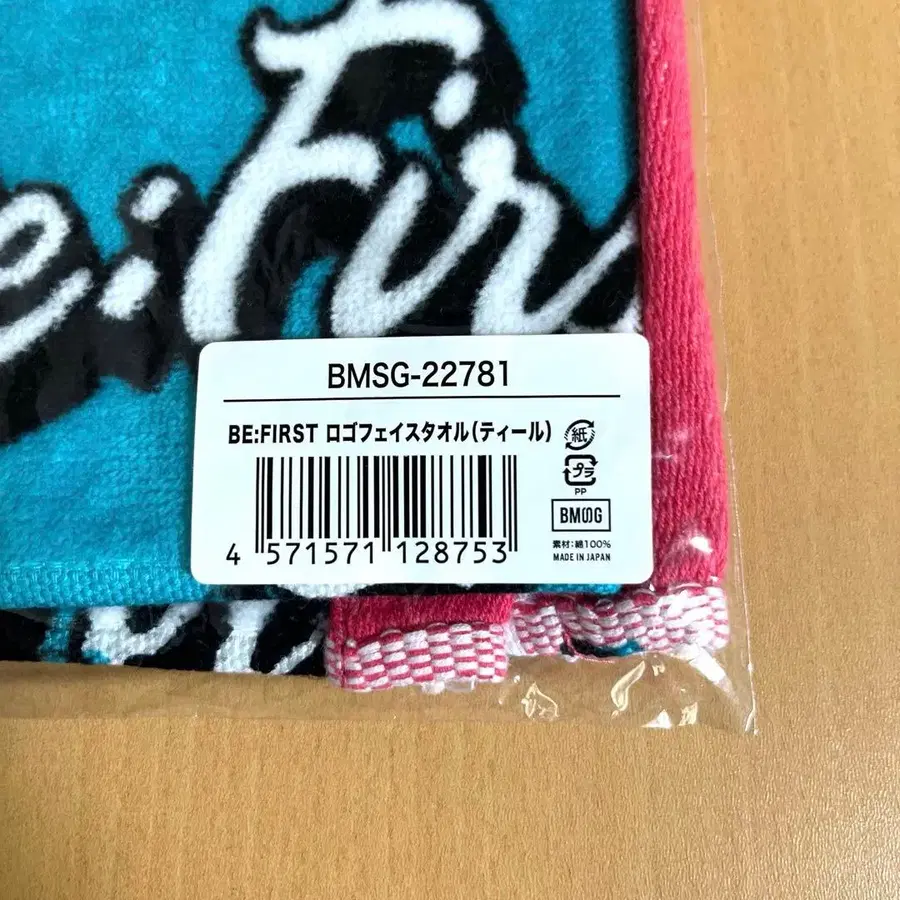 e:Fir
BMSG-22781
BE:FIRST ロゴフェイスタオル(ティール)
紙
プラ
PP
BMSG
素材:綿100%
MADE IN JAPAN
4 571571 128753